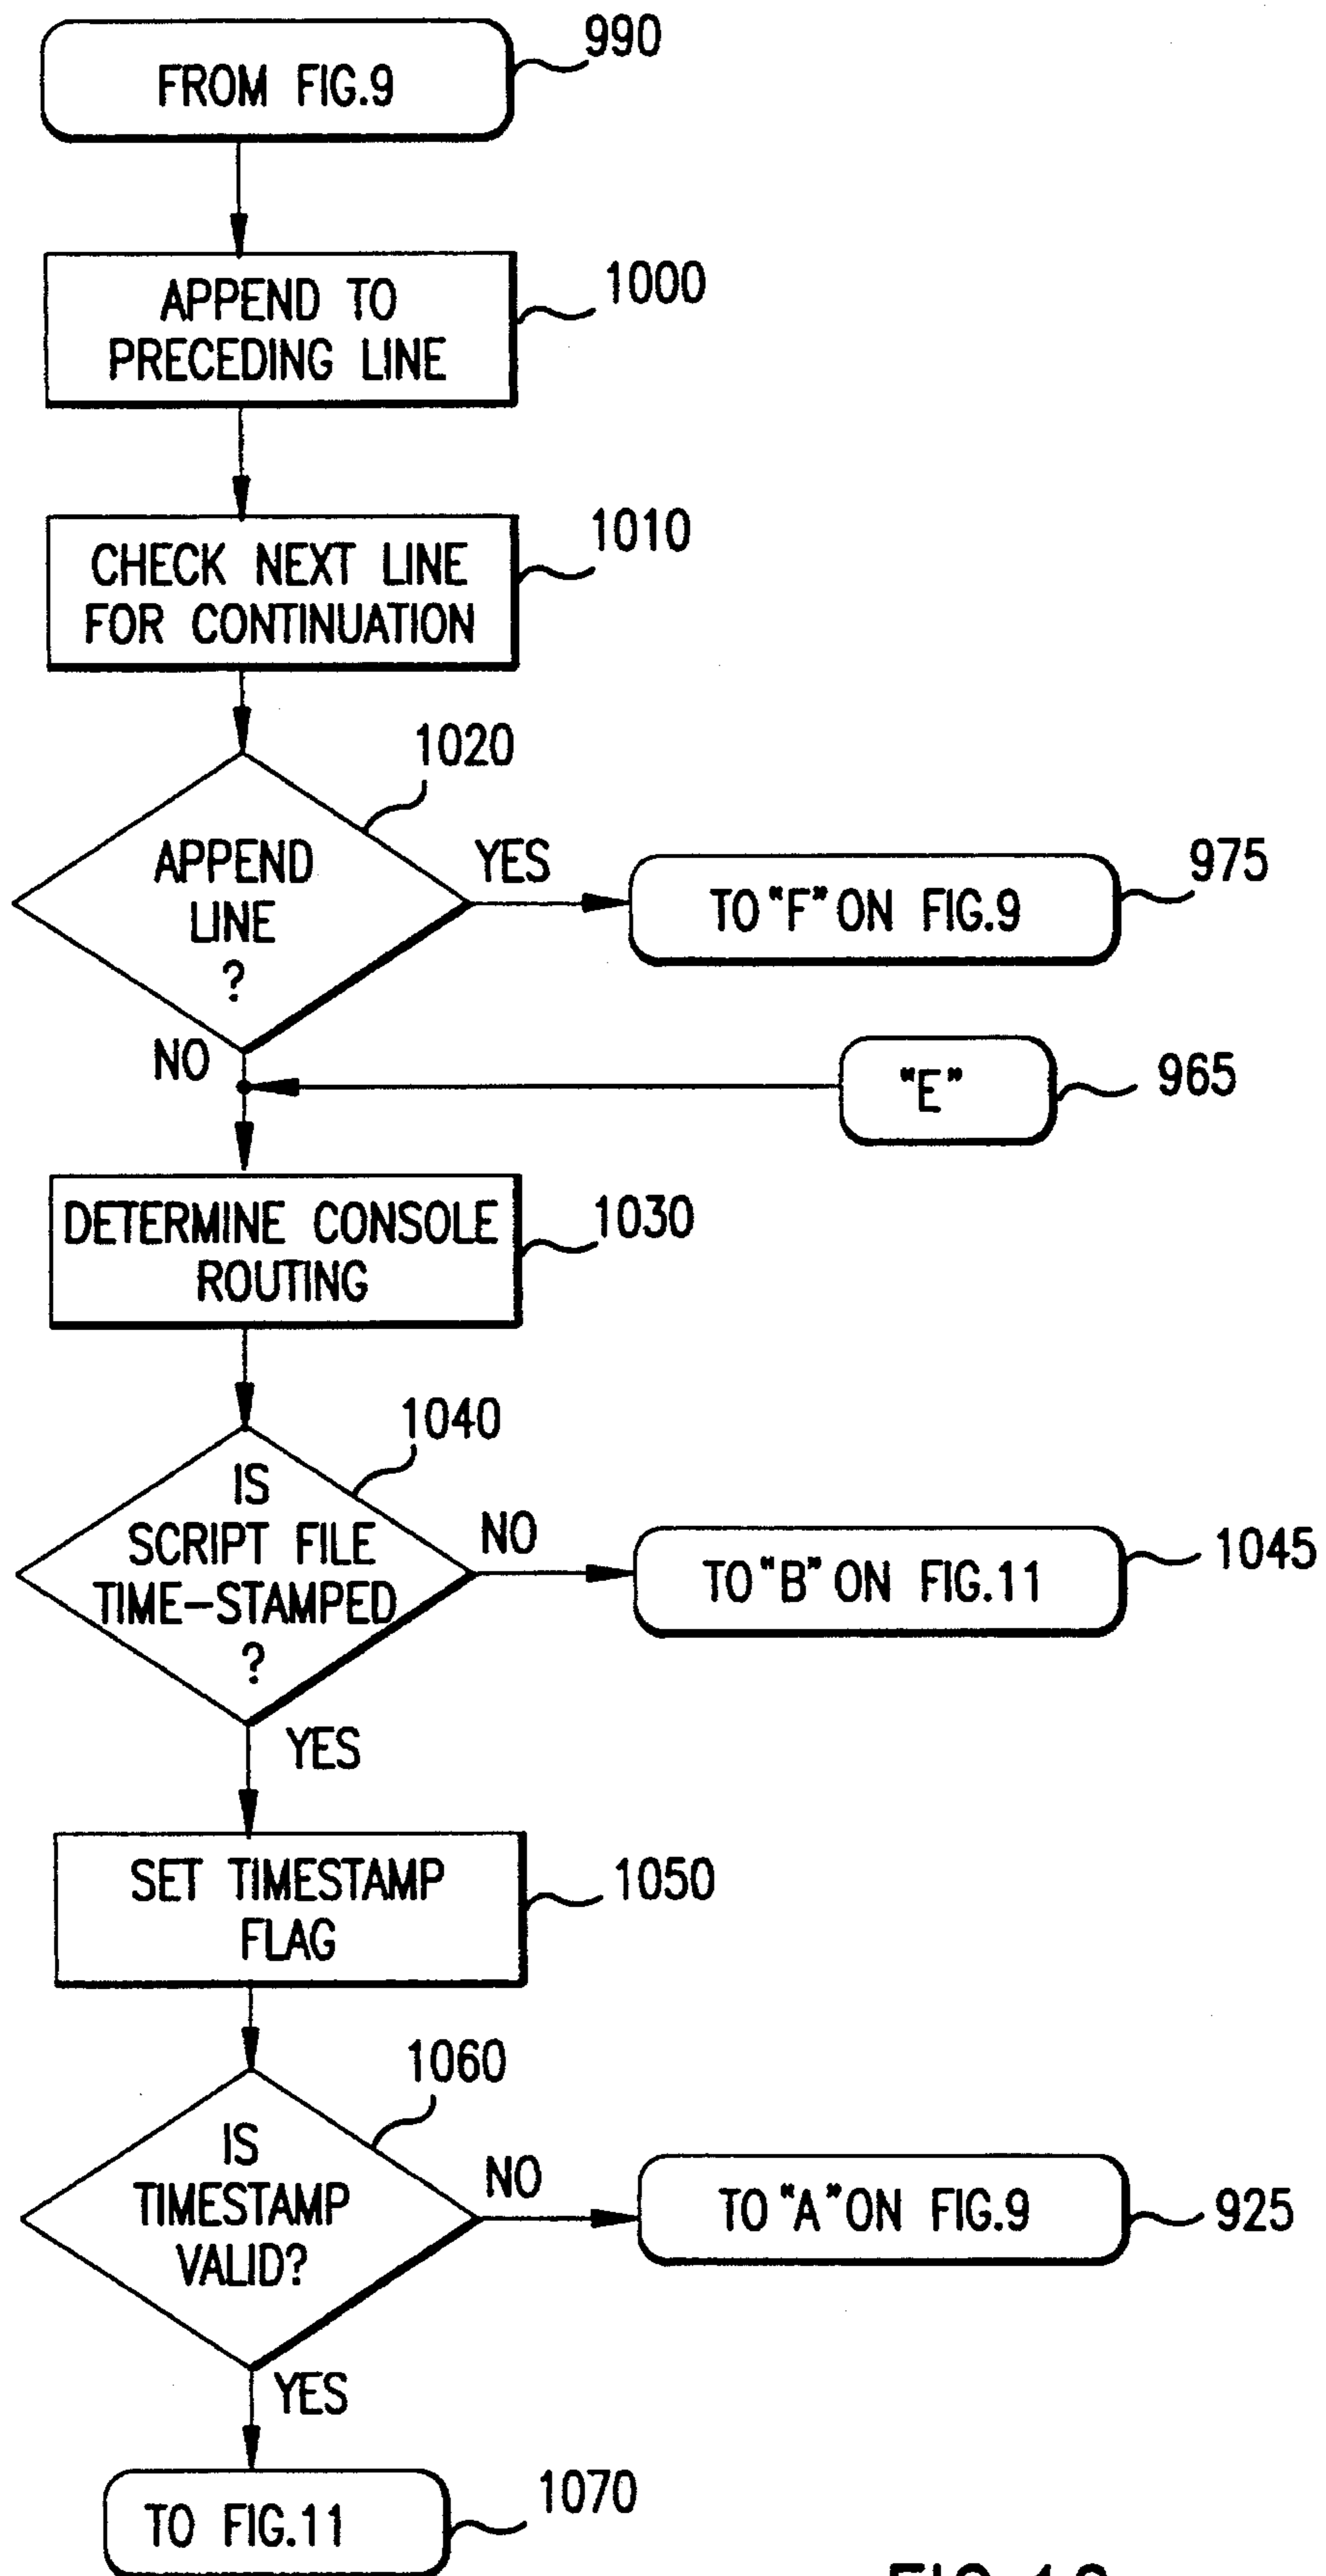 FROM FIG.9
990
APPEND TO
PRECEDING LINE
1000
CHECK NEXT LINE
FOR CONTINUATION
1010
1020
APPEND
LINE
?
YES
TO "F" ON FIG.9
975
NO
"E"
965
DETERMINE CONSOLE
ROUTING
1030
1040
IS
SCRIPT FILE
TIME-STAMPED
?
NO
TO "B" ON FIG.11
1045
YES
SET TIMESTAMP
FLAG
1050
1060
IS
TIMESTAMP
VALID?
NO
TO "A" ON FIG.9
925
YES
TO FIG.11
1070